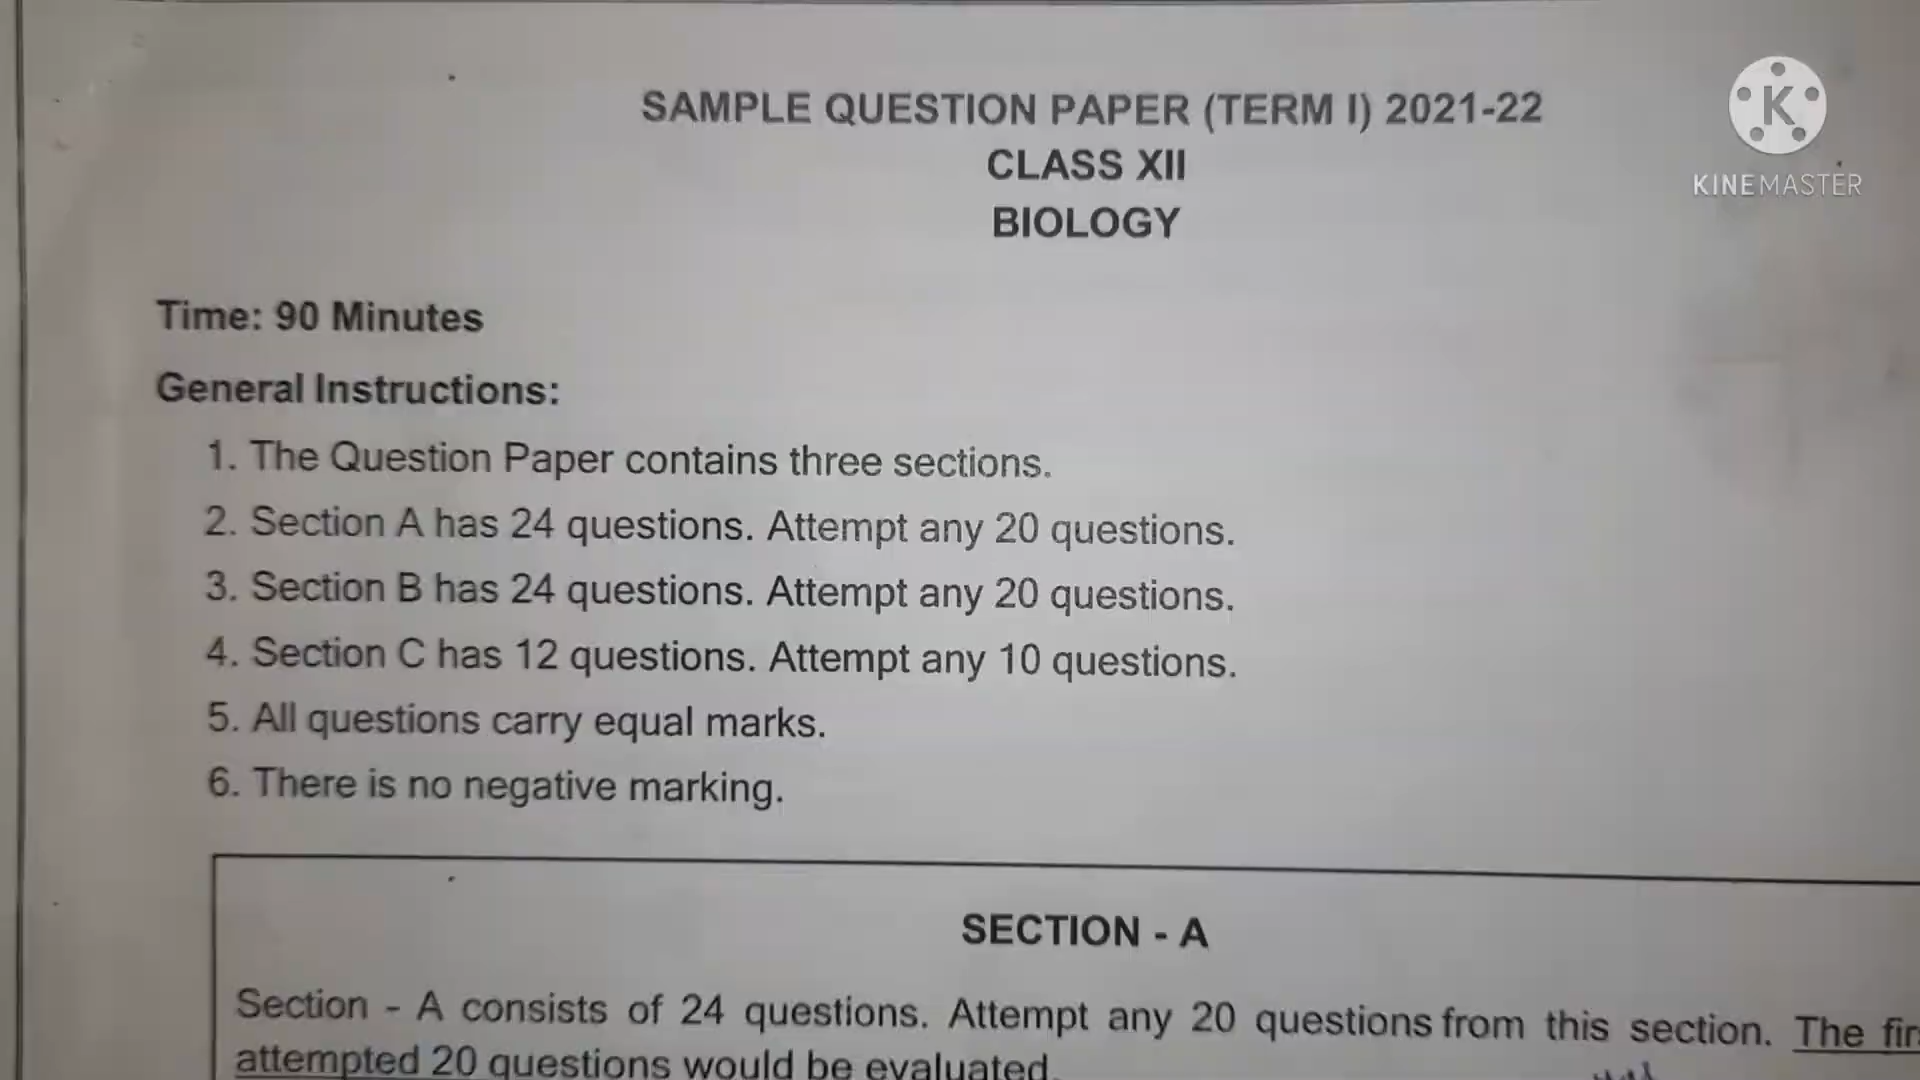 SAMPLE QUESTION PAPER (TERM I) 2021-22
CLASS XII
BIOLOGY
K
KINEMASTER
Time: 90 Minutes
General Instructions:
1. The Question Paper contains three sections.
2. Section A has 24 questions. Attempt any 20 questions.
3. Section B has 24 questions. Attempt any 20 questions.
4. Section C has 12 questions. Attempt any 10 questions.
5. All questions carry equal marks.
6. There is no negative marking.
SECTION - A
Section - A consists of 24 questions. Attempt any 20 questions from this section. The
attempted 20 questions would be evaluated.